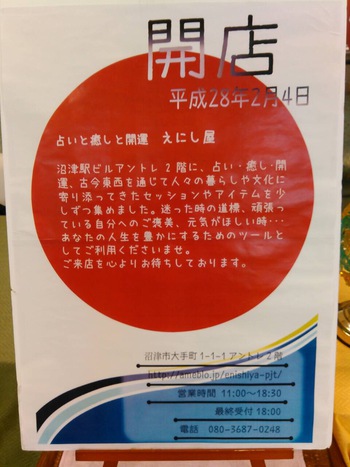 開店
平成28年2月4日
占いと癒しと開運　えにし屋
沼津駅ビルアントレ2階に、占い・癒し・開
運、古今東西を通じて人々の暮らしや文化に
寄り添ってきたセッションやアイテムを少
しずつ集めました。迷った時の道標、頑張っ
ている自分へのご褒美、元気がほしい時・・・
あなたの人生を豊かにするためのツールと
してご利用くださいませ。
ご来店を心よりお待ちしております。
沼津市大手町1-1-1アントレ2階
http://ameblo.jp/enishiya-pjt/
営業時間 11:00～18:30
最終受付 18:00
電話 080-3687-0248